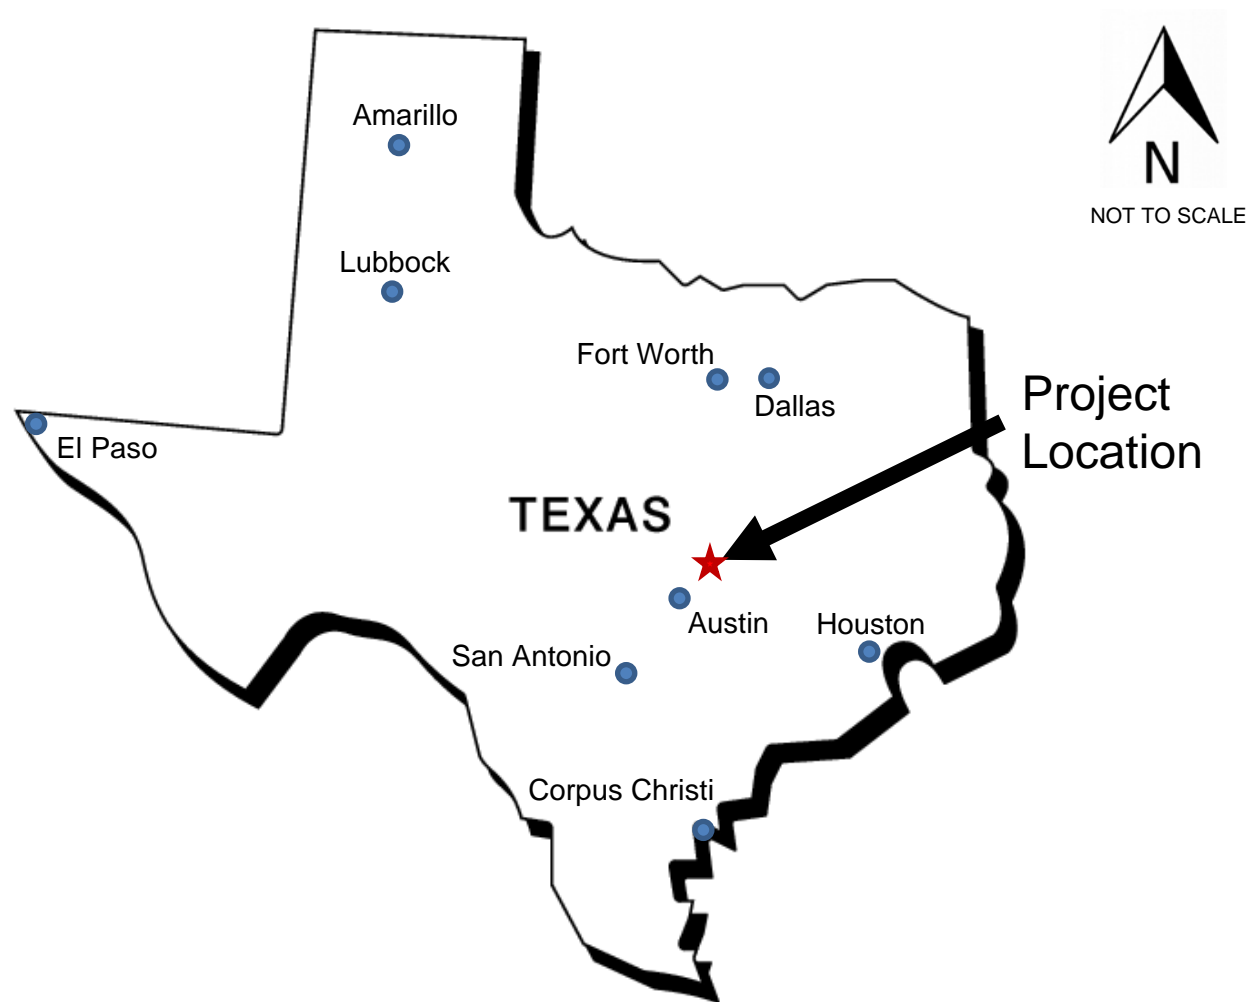 Amarillo
N
NOT TO SCALE
Lubbock
Fort Worth
Dallas
Project
Location
El Paso
TEXAS
Austin
Houston
San Antonio
Corpus Christi